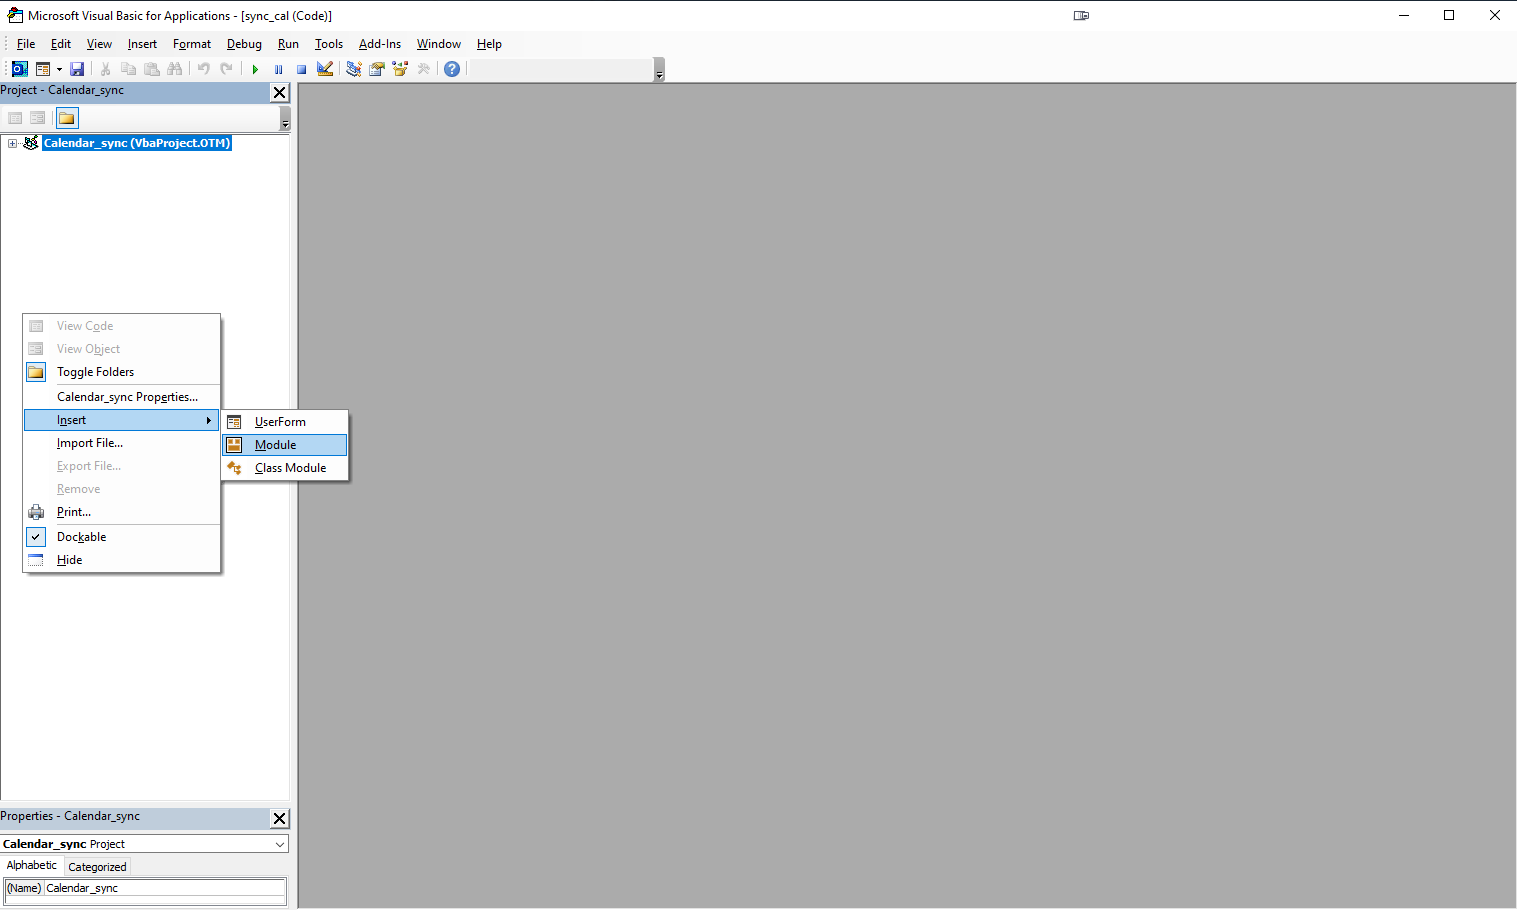 Microsoft Visual Basic for Applications - [sync_cal (Code)]
File Edit View Insert Format Debug Run Tools Add-Ins Window Help
Project - Calendar_sync
Calendar_sync (VbaProject.OTM)
View Code
View Object
Toggle Folders
Calendar_sync Properties...
Insert
UserForm
Module
Class Module
Import File...
Export File...
Remove
Print...
Dockable
Hide
Properties - Calendar_sync
Calendar_sync Project
Alphabetic Categorized
(Name) Calendar_sync